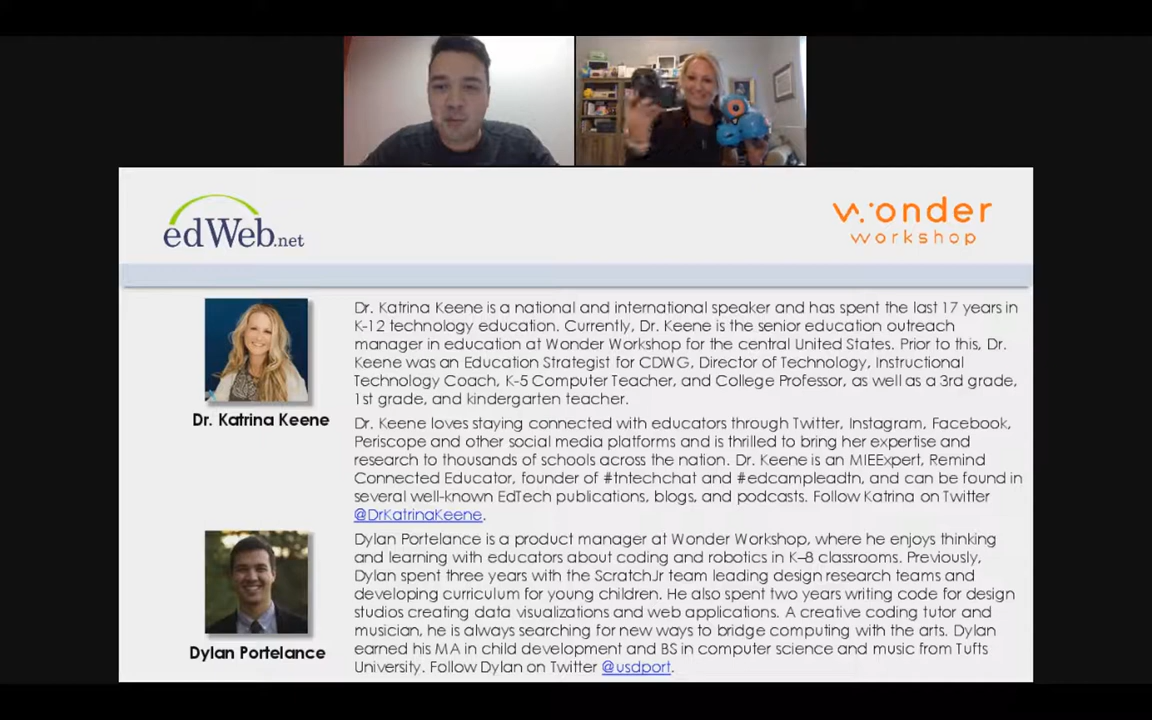 edWeb.net
wonder
workshop
Dr. Katrina Keene is a national and international speaker and has spent the last 17 years in
K-12 technology education. Currently, Dr. Keene is the senior education outreach
manager in education at Wonder Workshop for the central United States. Prior to this, Dr.
Keene was an Education Strategist for CDWG, Director of Technology, Instructional
Technology Coach, K-5 Computer Teacher, and College Professor, as well as a 3rd grade,
1st grade, and kindergarten teacher.
Dr. Katrina Keene
Dr. Keene loves staying connected with educators through Twitter, Instagram, Facebook,
Periscope and other social media platforms and is thrilled to bring her expertise and
research to thousands of schools across the nation. Dr. Keene is an MIEExpert, Remind
Connected Educator, founder of #tntechchat and #edcampleadtn, and can be found in
several well-known EdTech publications, blogs, and podcasts. Follow Katrina on Twitter
@DrKatrinaKeene.
Dylan Portelance is a product manager at Wonder Workshop, where he enjoys thinking
and learning with educators about coding and robotics in K–8 classrooms. Previously,
Dylan spent three years with the ScratchJr team leading design research teams and
developing curriculum for young children. He also spent two years writing code for design
studios creating data visualizations and web applications. A creative coding tutor and
musician, he is always searching for new ways to bridge computing with the arts. Dylan
earned his MA in child development and BS in computer science and music from Tufts
University. Follow Dylan on Twitter @usdport.
Dylan Portelance